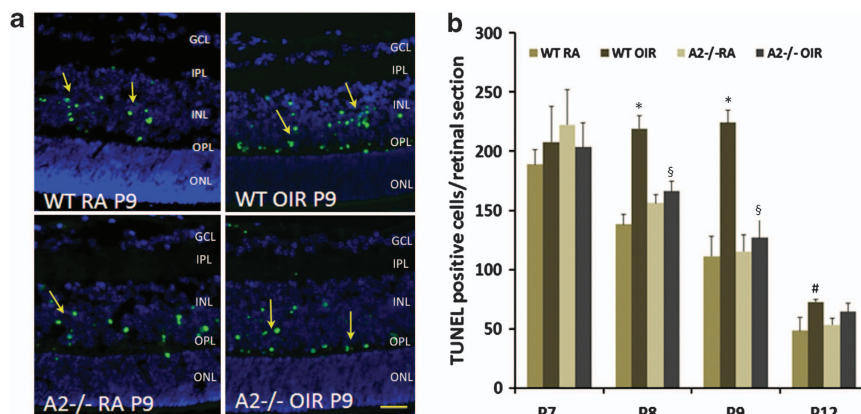 a
GCL
IPL
INL
OPL
ONL
WT RA P9
GCL
IPL
INL
OPL
ONL
WT OIR P9
GCL
IPL
INL
OPL
ONL
A2-/- RA P9
GCL
IPL
INL
OPL
ONL
A2-/- OIR P9
b
WT RA WT OIR A2-/-RA A2-/- OIR
TUNEL positive cells/retinal section
300
250
200
150
100
50
0
* * § § #
P7 P8 P9 P12